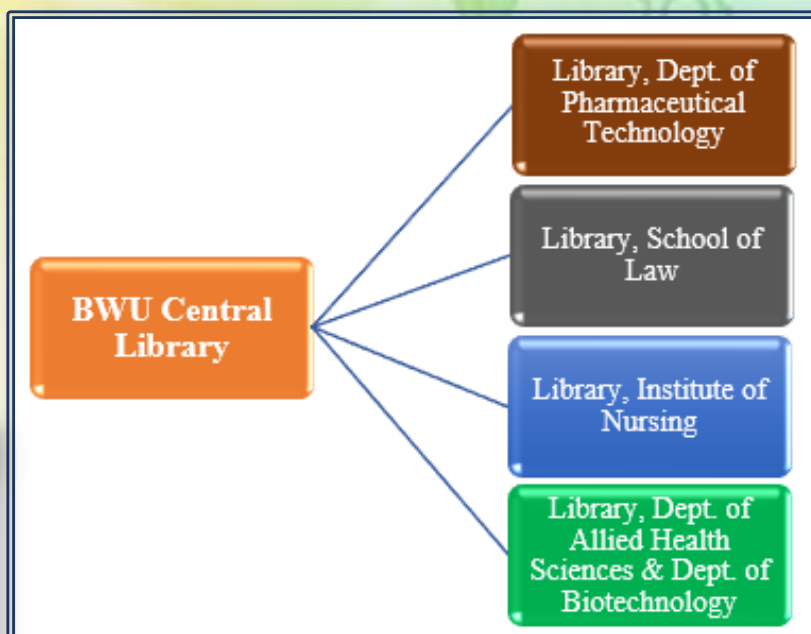 Library, Dept. of
Pharmaceutical
Technology
Library, School of
Law
BWU Central
Library
Library, Institute of
Nursing
Library, Dept. of
Allied Health
Sciences & Dept. of
Biotechnology